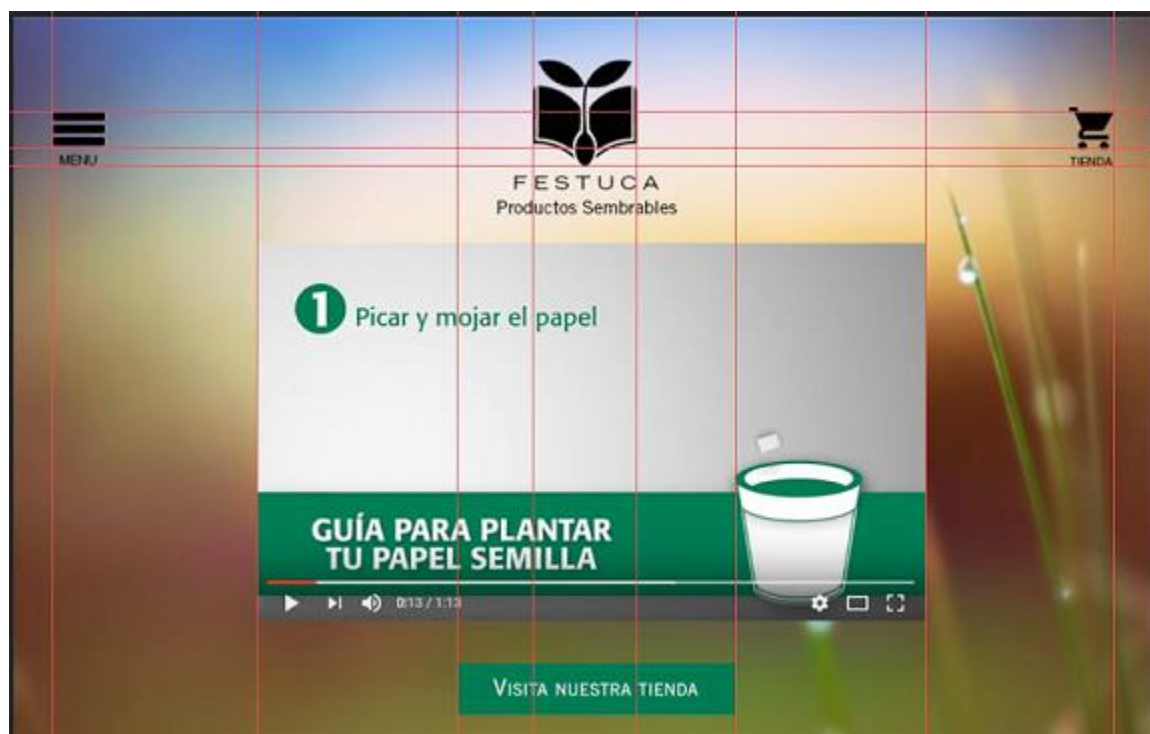 MENU
TIENDA
FESTUCA
Productos Sembrables
1 Picar y mojar el papel
GUÍA PARA PLANTAR
TU PAPEL SEMILLA
0:13 / 1:13
VISITA NUESTRA TIENDA